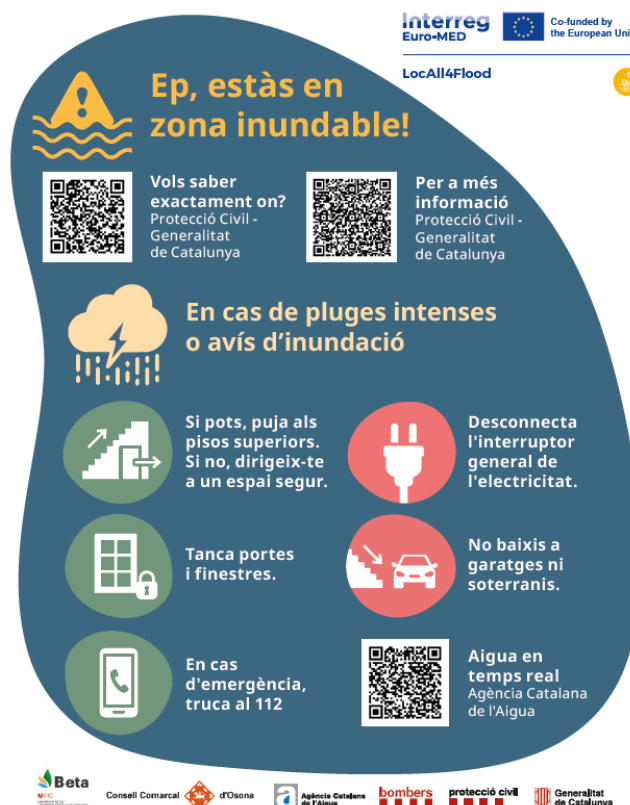 Interreg
Euro-MED
Co-funded by
the European Uni
LocAll4Flood
Ep, estàs en
zona inundable!
Vols saber
exactament on?
Protecció Civil -
Generalitat
de Catalunya
Per a més
informació
Protecció Civil -
Generalitat
de Catalunya
En cas de pluges intenses
o avís d'inundació
Si pots, puja als
pisos superiors.
Si no, dirigeix-te
a un espai segur.
Desconnecta
l'interruptor
general de
l'electricitat.
Tanca portes
i finestres.
No baixis a
garatges ni
soterranis.
En cas
d'emergència,
truca al 112
Aigua en
temps real
Agència Catalana
de l'Aigua
Beta
Consell Comarcal d'Osona
Agència Catalana
de l'Aigua
bombers
protecció civil
Generalitat
de Catalunya